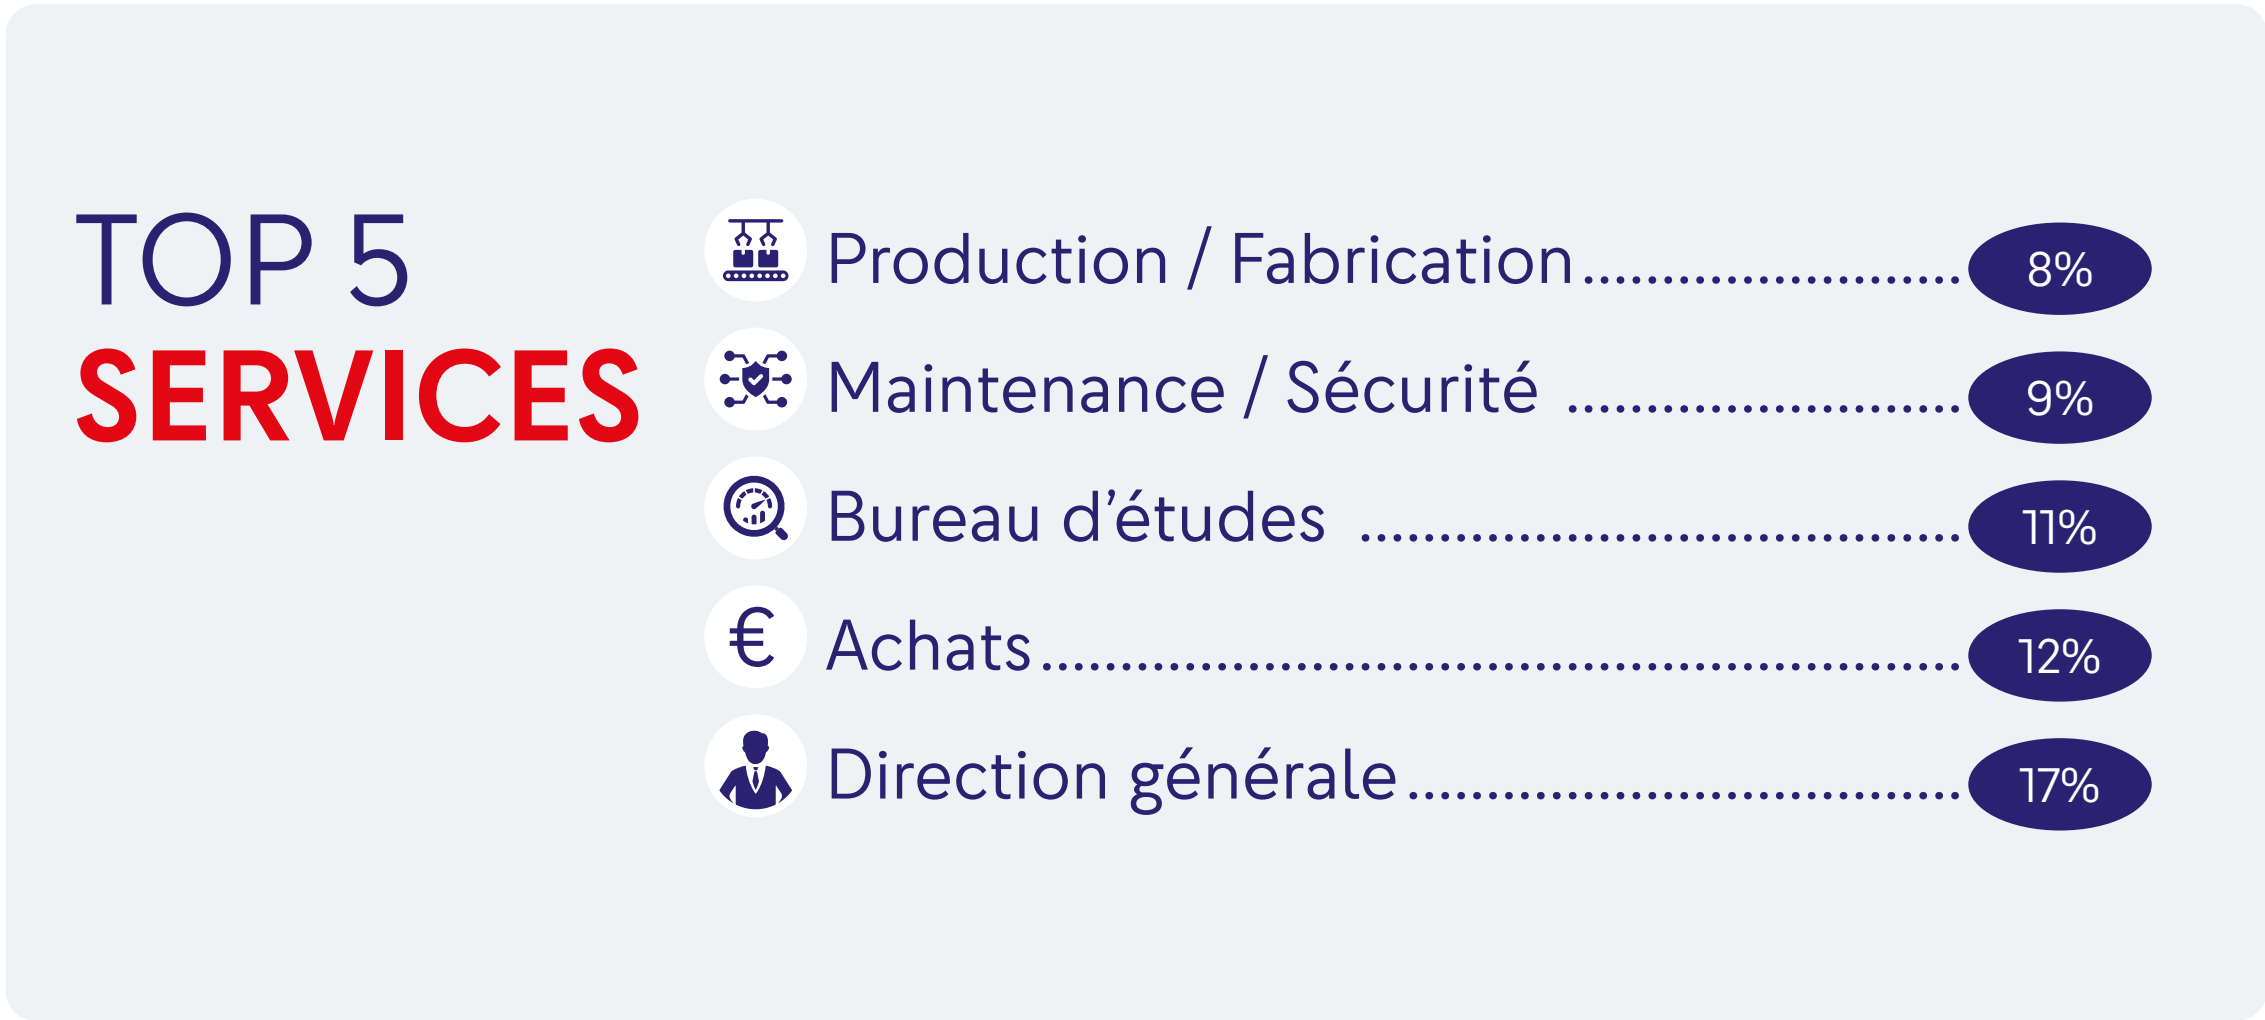 TOP 5
SERVICES
Production / Fabrication 8%
Maintenance / Sécurité 9%
Bureau d’études 11%
€ Achats 12%
Direction générale 17%